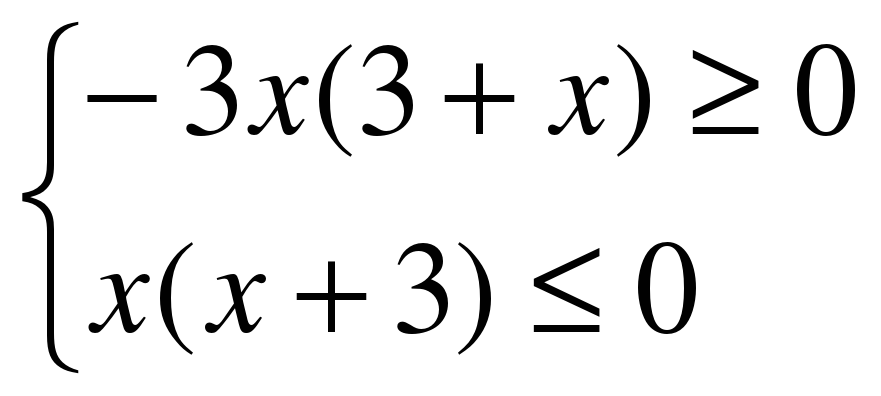 −3x(3 + x) ≥ 0
x(x + 3) ≤ 0